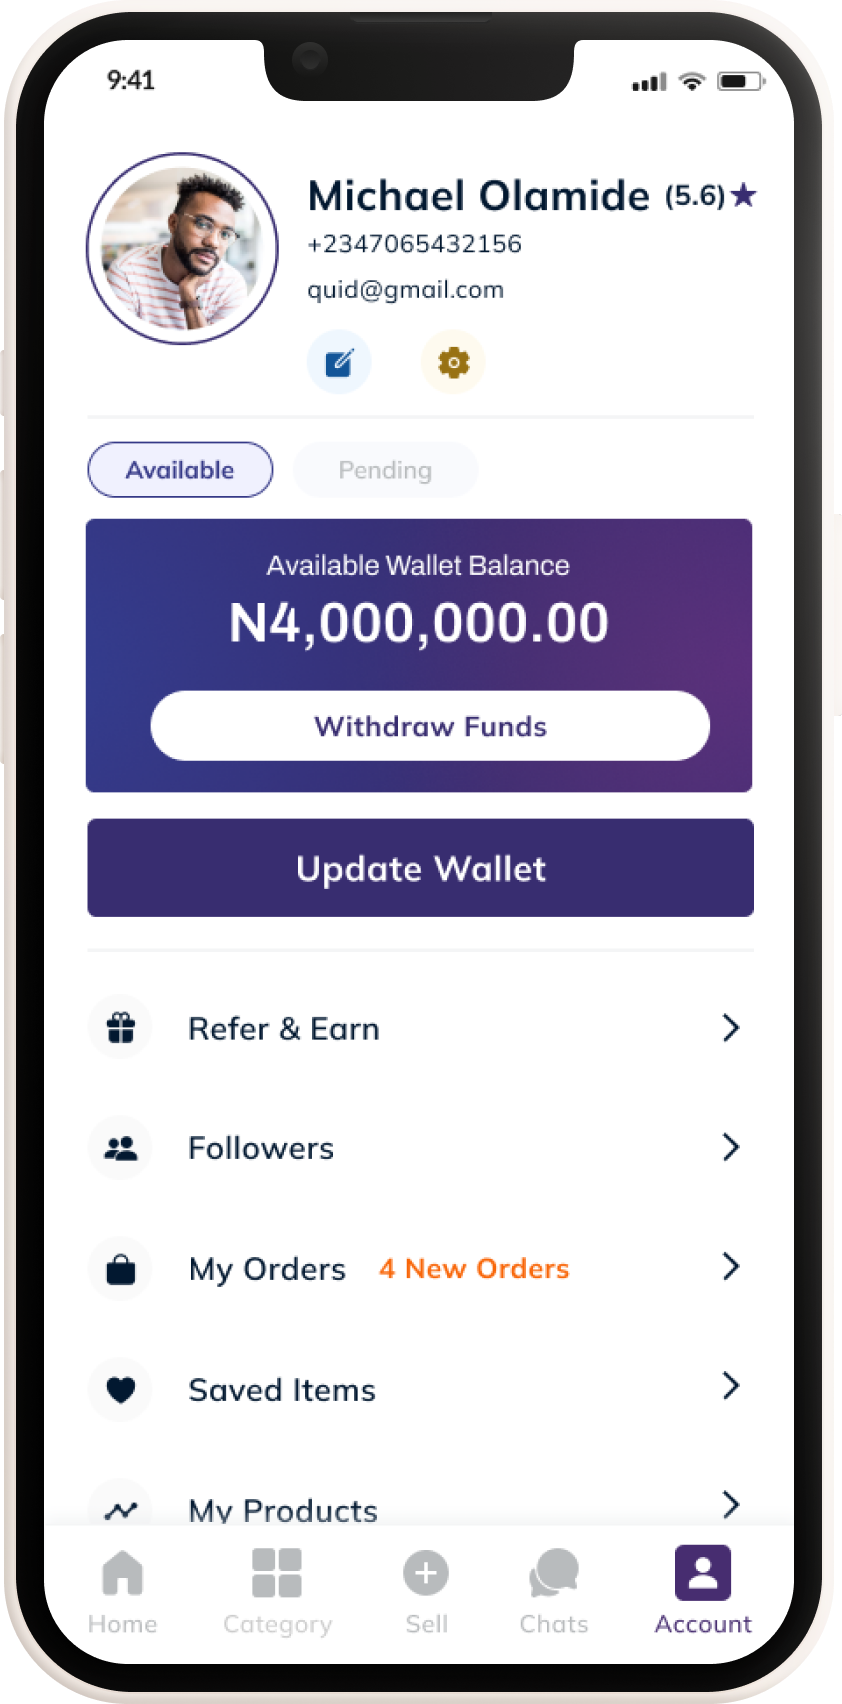 9:41
Michael Olamide (5.6)
+2347065432156
quid@gmail.com
Available Pending
Available Wallet Balance
N4,000,000.00
Withdraw Funds
Update Wallet
Refer & Earn
Followers
My Orders 4 New Orders
Saved Items
My Products
Home Category Sell Chats Account